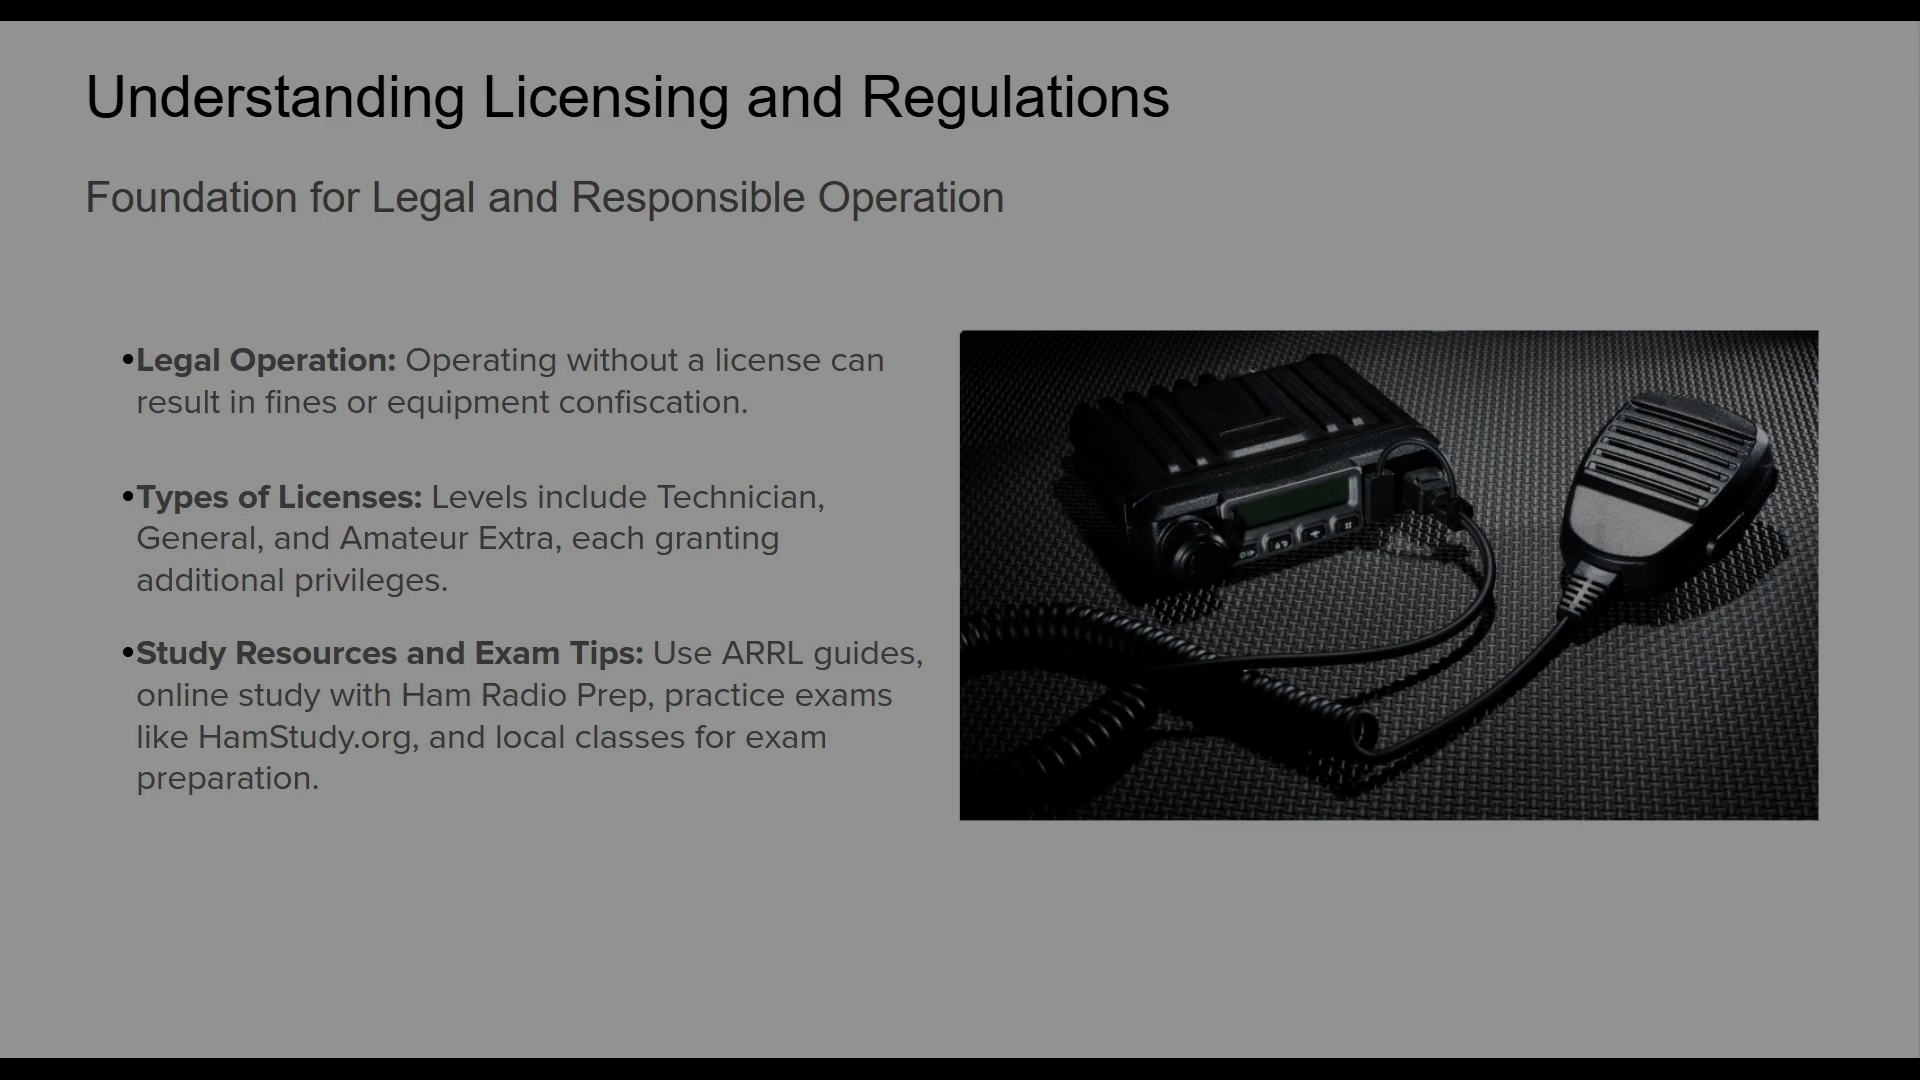 Understanding Licensing and Regulations
Foundation for Legal and Responsible Operation
•Legal Operation: Operating without a license can
result in fines or equipment confiscation.
•Types of Licenses: Levels include Technician,
General, and Amateur Extra, each granting
additional privileges.
•Study Resources and Exam Tips: Use ARRL guides,
online study with Ham Radio Prep, practice exams
like HamStudy.org, and local classes for exam
preparation.